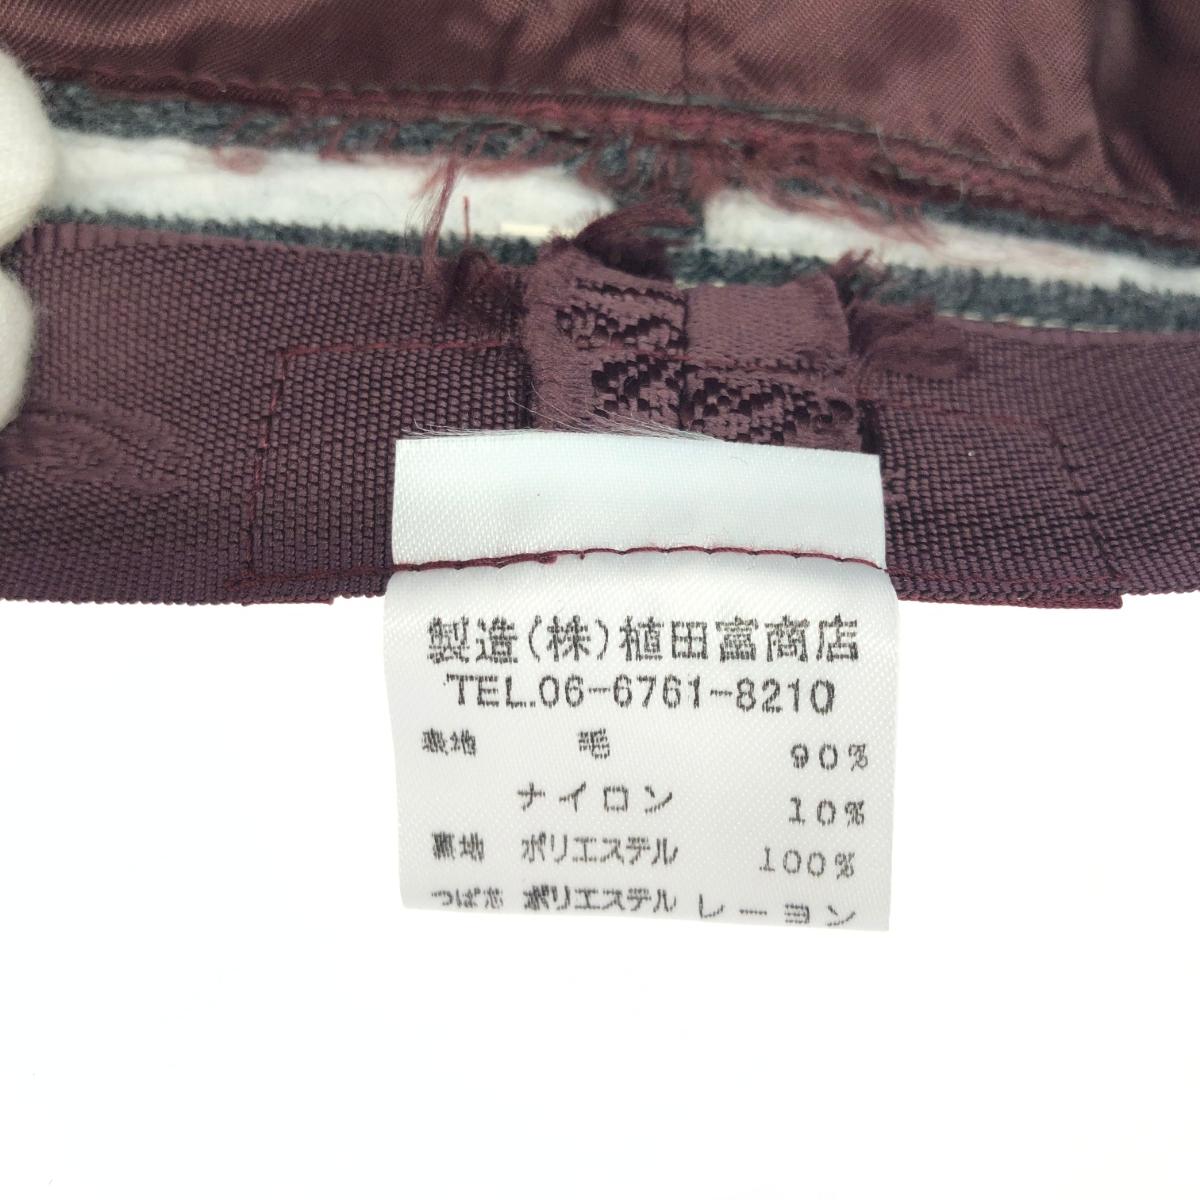 製造(株)植田富商店
TEL.06-6761-8210
表地 毛 90%
ナイロン 10%
裏地 ポリエステル 100%
つば芯 ポリエステル レーヨン